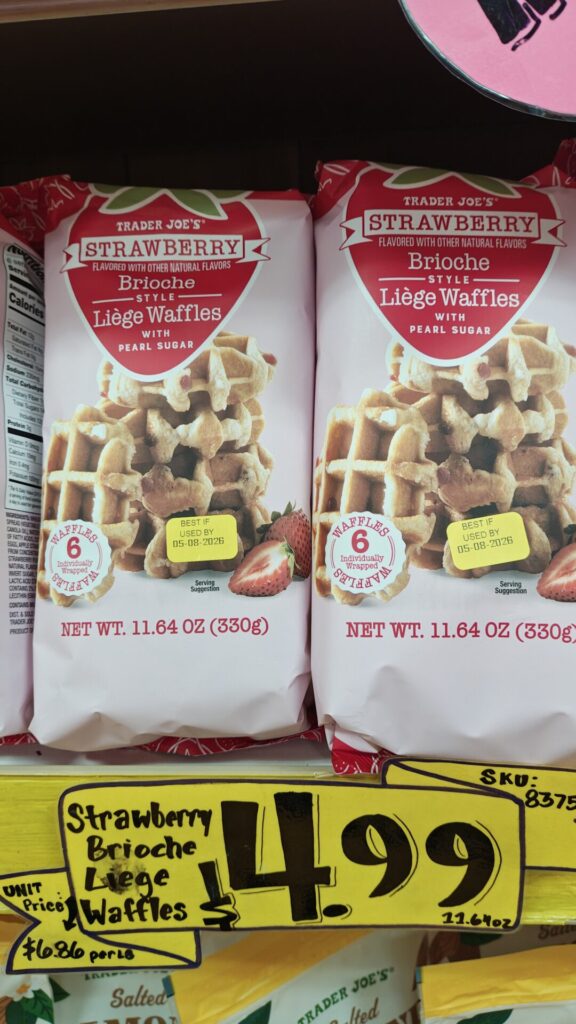 TRADER JOE'S
STRAWBERRY
FLAVORED WITH OTHER NATURAL FLAVORS
Brioche
STYLE
Liège Waffles
WITH
PEARL SUGAR
WAFFLES
6
Individually
Wrapped
WAFFLES
BEST IF
USED BY
05-08-2026
Serving
Suggestion
NET WT. 11.64 OZ (330g)
TRADER JOE'S
STRAWBERRY
FLAVORED WITH OTHER NATURAL FLAVORS
Brioche
STYLE
Liège Waffles
WITH
PEARL SUGAR
WAFFLES
6
Individually
Wrapped
WAFFLES
BEST IF
USED BY
05-08-2026
Serving
Suggestion
NET WT. 11.64 OZ (330g)
Strawberry
Brioche
Liege
Waffles
$4.99
11.64oz
SKU:
8375
UNIT
Price
$6.86 per LB
TRADER JOE'S
Salted
TRADER JOE'S
Salted